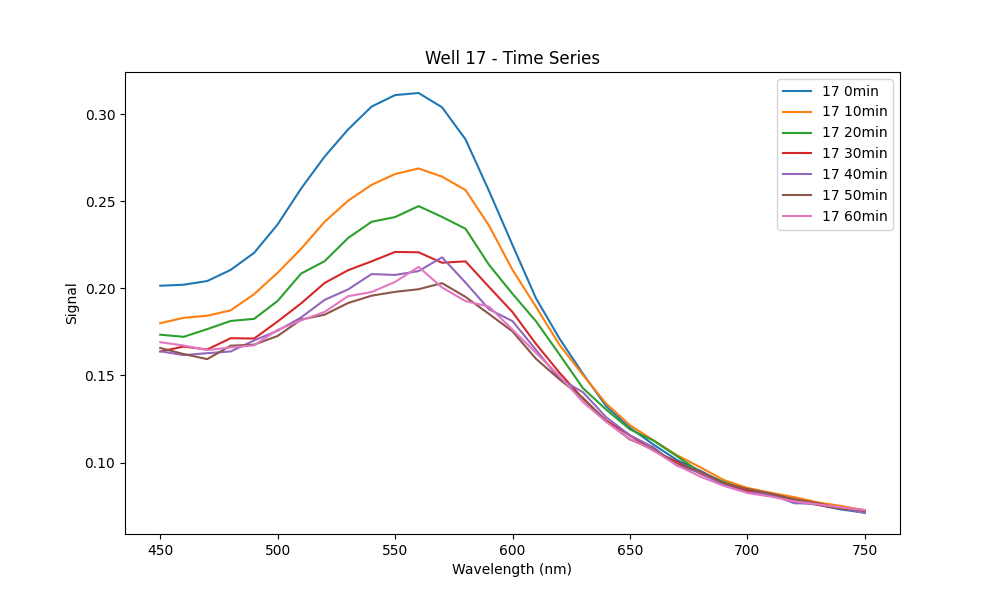 Well 17 - Time Series
17 0min
17 10min
17 20min
17 30min
17 40min
17 50min
17 60min
Signal
0.30
0.25
0.20
0.15
0.10
450 500 550 600 650 700 750
Wavelength (nm)